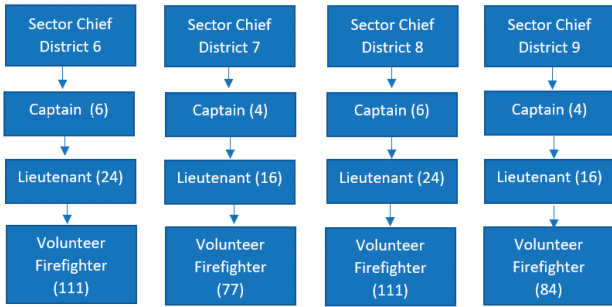 Sector Chief
District 6
Captain  (6)
Lieutenant (24)
Volunteer
Firefighter
(111)
Sector Chief
District 7
Captain (4)
Lieutenant (16)
Volunteer
Firefighter
(77)
Sector Chief
District 8
Captain (6)
Lieutenant (24)
Volunteer
Firefighter
(111)
Sector Chief
District 9
Captain (4)
Lieutenant (16)
Volunteer
Firefighter
(84)